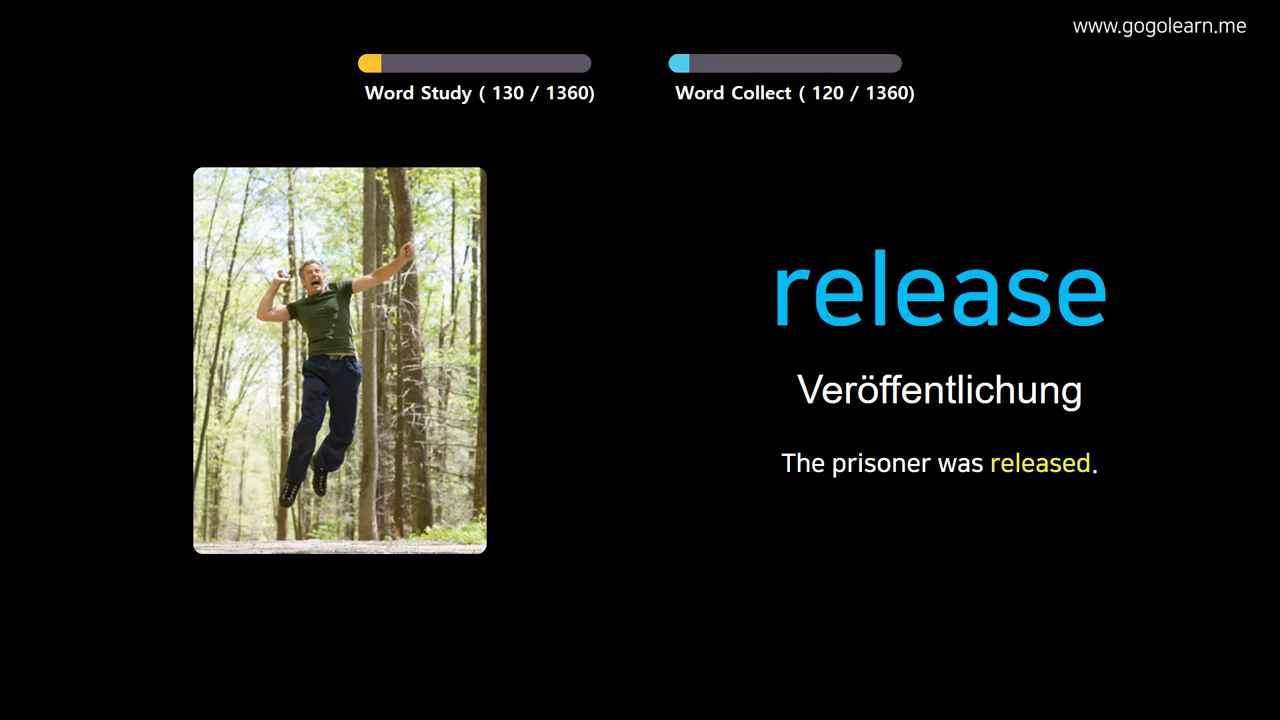 www.gogolearn.me
Word Study ( 130 / 1360)
Word Collect ( 120 / 1360)
release
Veröffentlichung
The prisoner was released.